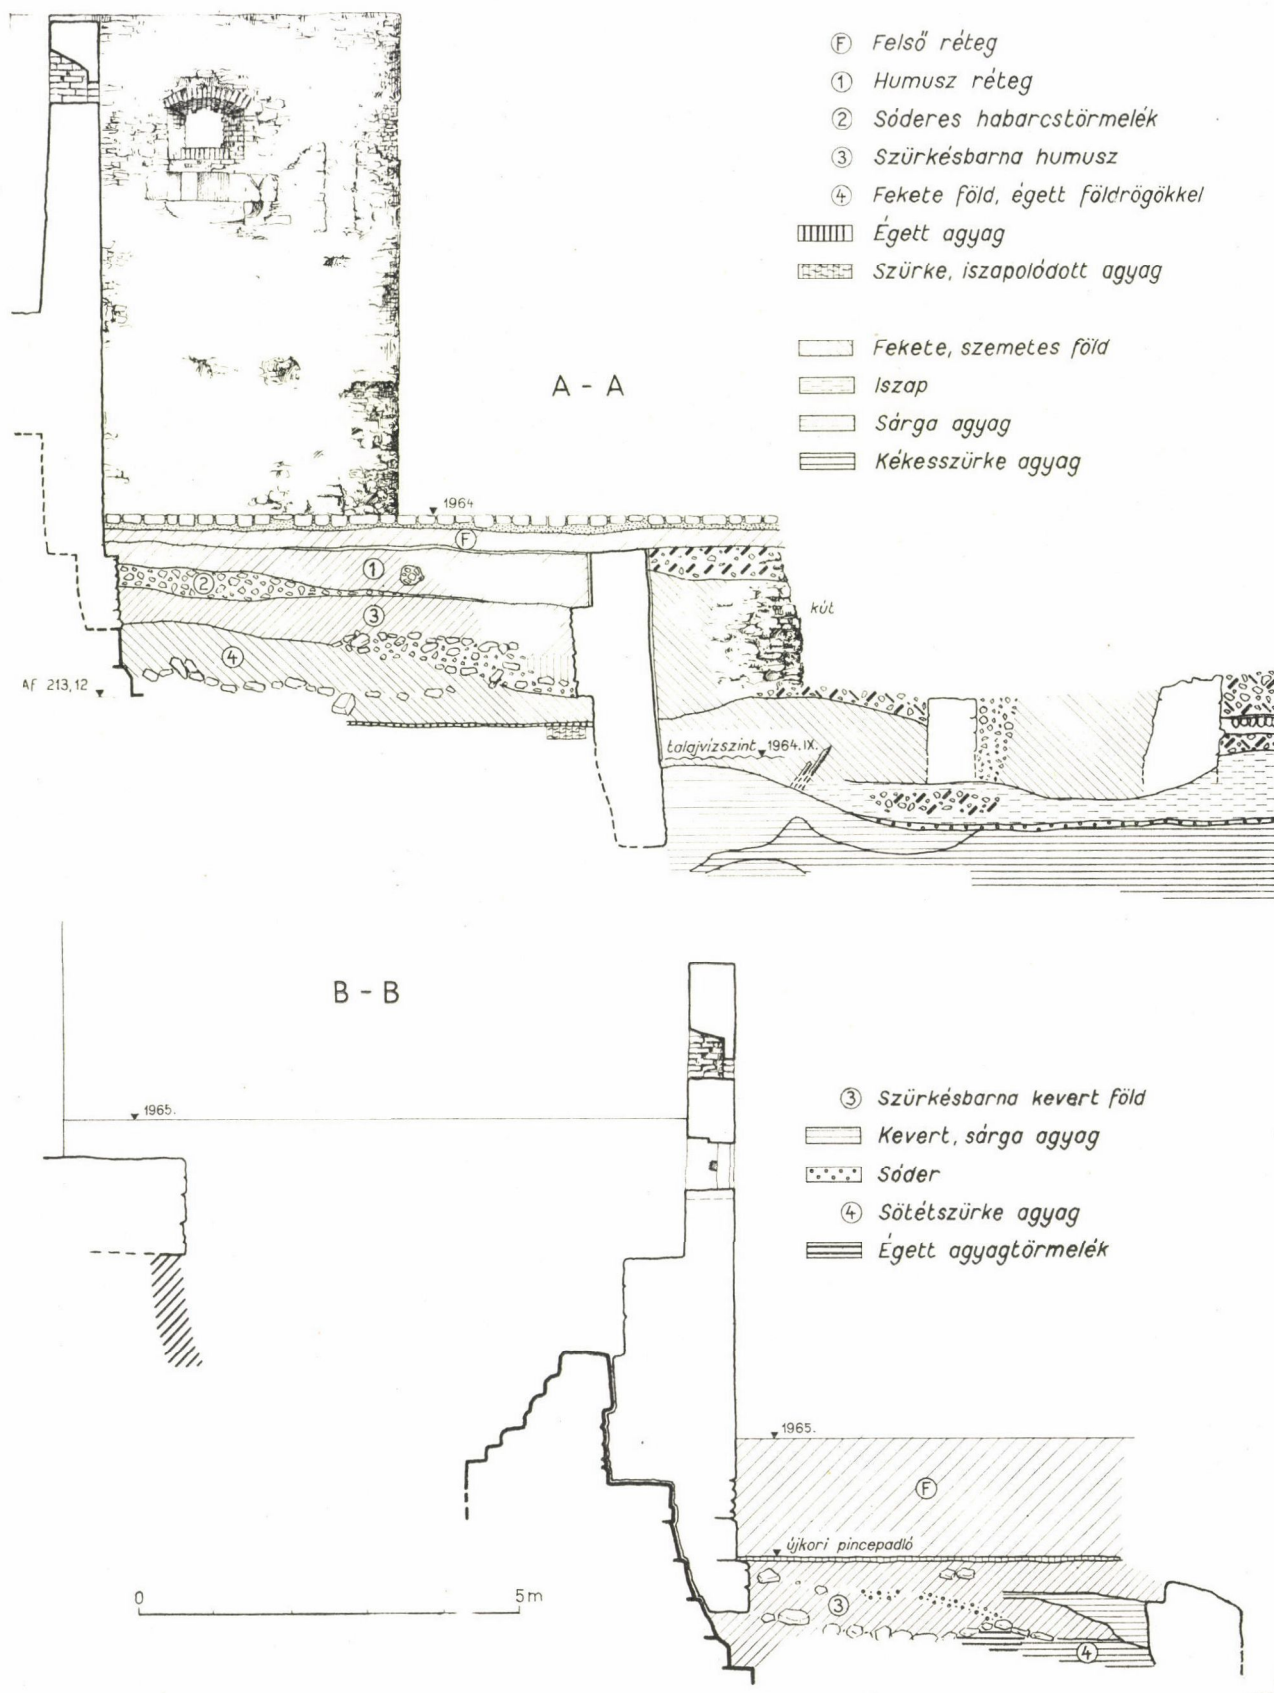 Ⓕ Felső réteg
① Humusz réteg
② Sóderes habarcstörmelék
③ Szürkésbarna humusz
④ Fekete föld, égett földrögökkel
Égett agyag
Szürke, iszapolódott agyag
Fekete, szemetes föld
Iszap
Sárga agyag
Kékesszürke agyag
A - A
1964
Ⓕ
①
②
③
④
kút
Af 213,12
talajvízszint 1964. IX.
B - B
1965.
③ Szürkésbarna kevert föld
Kevert, sárga agyag
Sóder
④ Sötétszürke agyag
Égett agyagtörmelék
1965.
Ⓕ
újkori pincepadló
③
④
0 5m